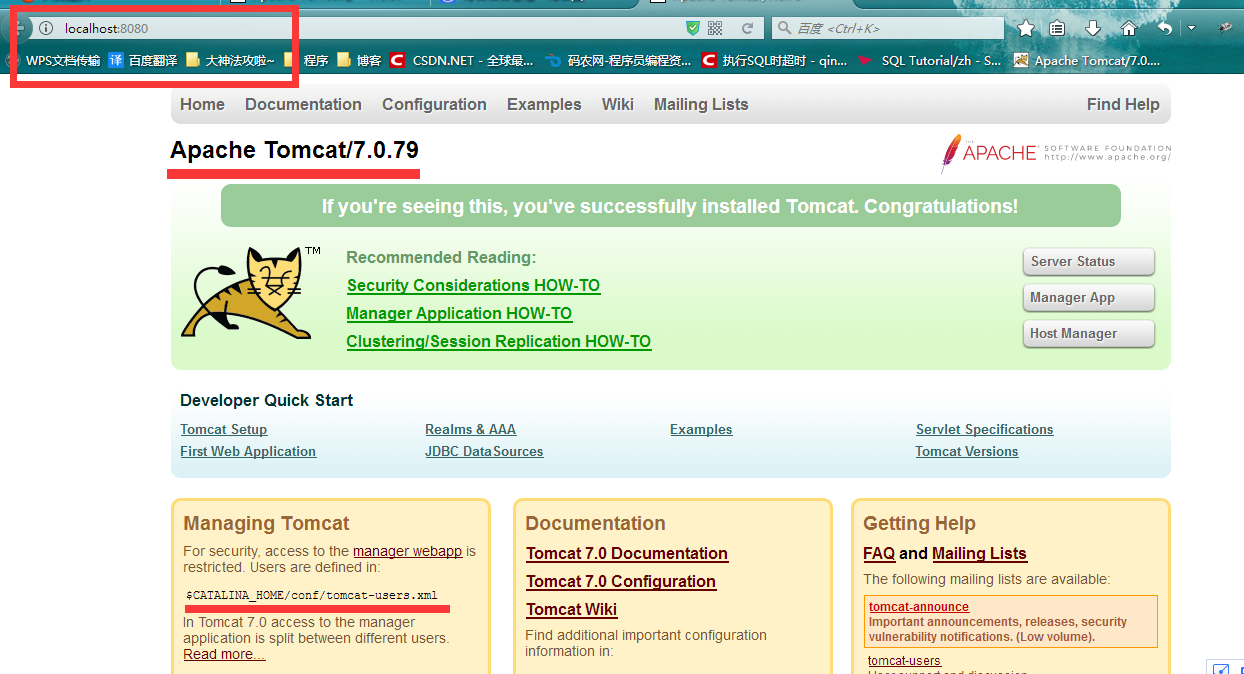 localhost:8080
百度 <Ctrl+K>
WPS文档传输 译 百度翻译 大神法攻啦~ 程序 博客 C CSDN.NET - 全球最... 码农网-程序员编程资... C 执行SQL时超时 - qin... SQL Tutorial/zh - S... Apache Tomcat/7.0....
Home Documentation Configuration Examples Wiki Mailing Lists Find Help
Apache Tomcat/7.0.79
THE APACHE® SOFTWARE FOUNDATION
http://www.apache.org/
If you're seeing this, you've successfully installed Tomcat. Congratulations!
TM
Recommended Reading:
Security Considerations HOW-TO
Manager Application HOW-TO
Clustering/Session Replication HOW-TO
Server Status
Manager App
Host Manager
Developer Quick Start
Tomcat Setup Realms & AAA Examples Servlet Specifications
First Web Application JDBC DataSources Tomcat Versions
Managing Tomcat
For security, access to the manager webapp is
restricted. Users are defined in:
$CATALINA_HOME/conf/tomcat-users.xml
In Tomcat 7.0 access to the manager
application is split between different users.
Read more...
Documentation
Tomcat 7.0 Documentation
Tomcat 7.0 Configuration
Tomcat Wiki
Find additional important configuration
information in:
Getting Help
FAQ and Mailing Lists
The following mailing lists are available:
tomcat-announce
Important announcements, releases, security
vulnerability notifications. (Low volume).
tomcat-users
User support and discussion